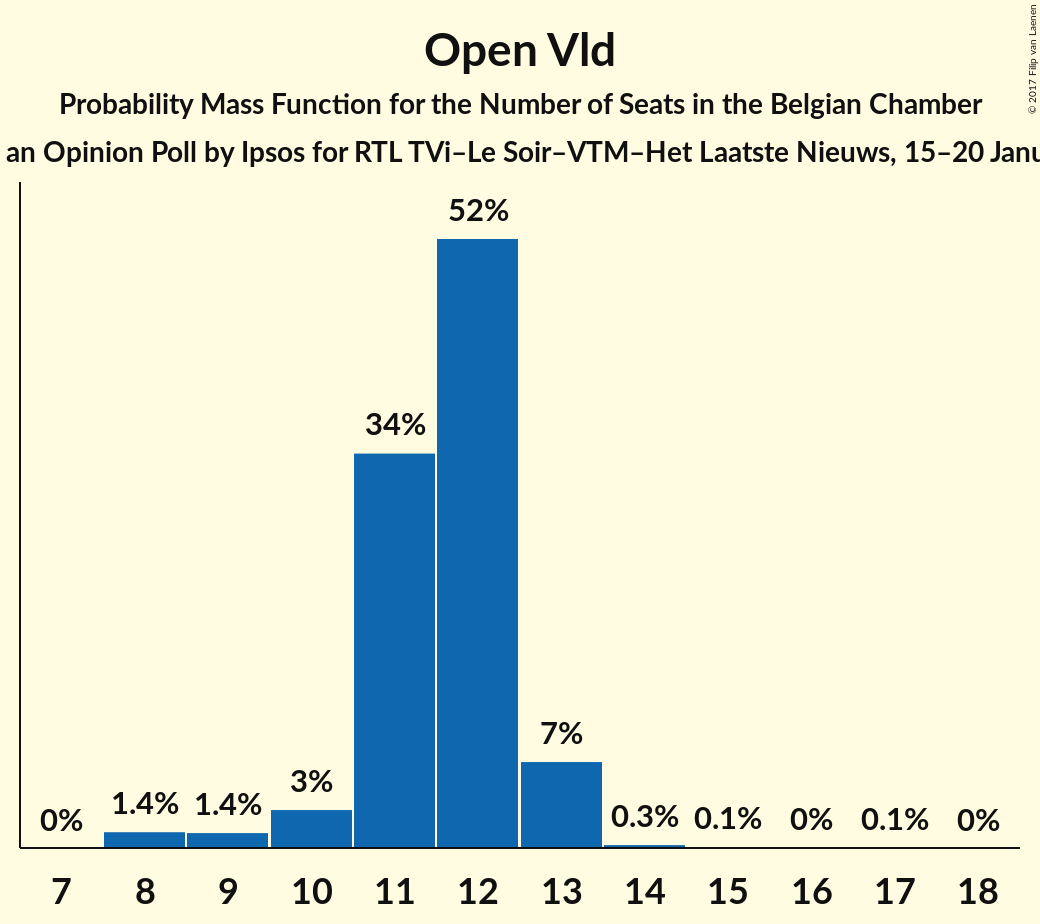 Open Vld
Probability Mass Function for the Number of Seats in the Belgian Chamber
an Opinion Poll by Ipsos for RTL TVi–Le Soir–VTM–Het Laatste Nieuws, 15–20 Janu
© 2017 Filip van Laenen
52%
34%
7%
3%
1.4%
1.4%
0%
0.3%
0.1%
0%
0.1%
0%
7 8 9 10 11 12 13 14 15 16 17 18